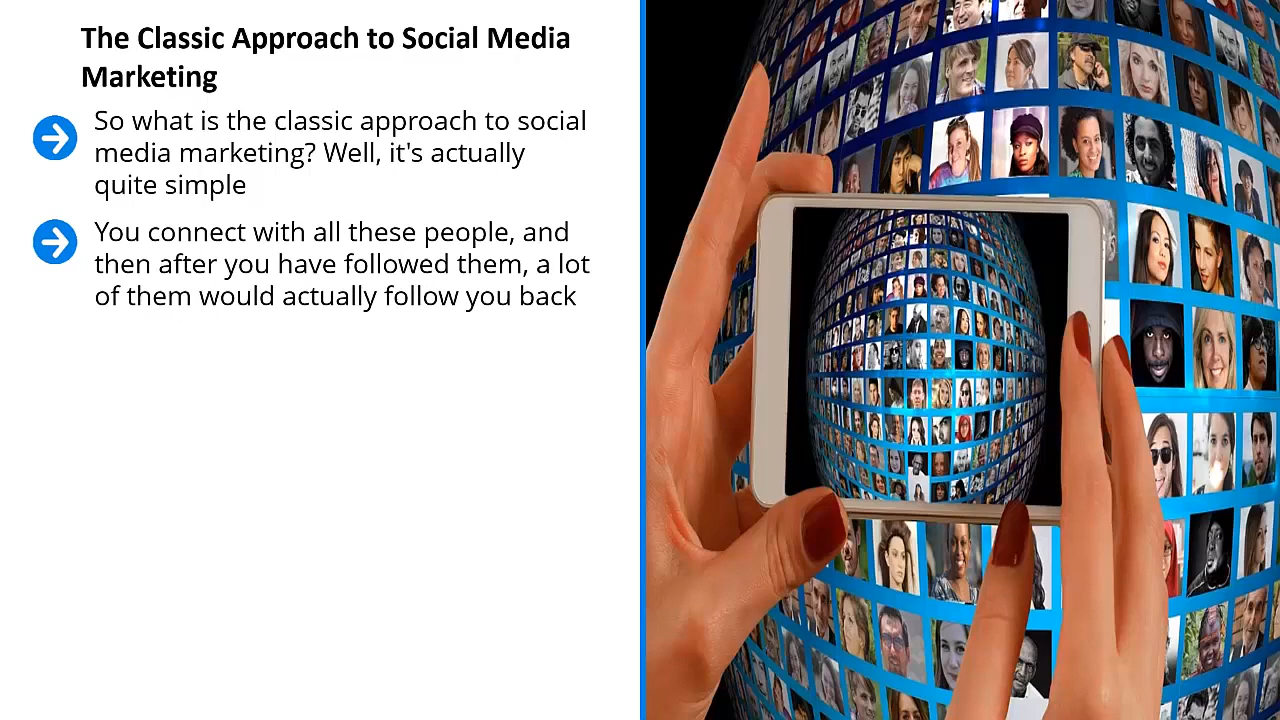 The Classic Approach to Social Media
Marketing
So what is the classic approach to social
media marketing? Well, it's actually
quite simple
You connect with all these people, and
then after you have followed them, a lot
of them would actually follow you back